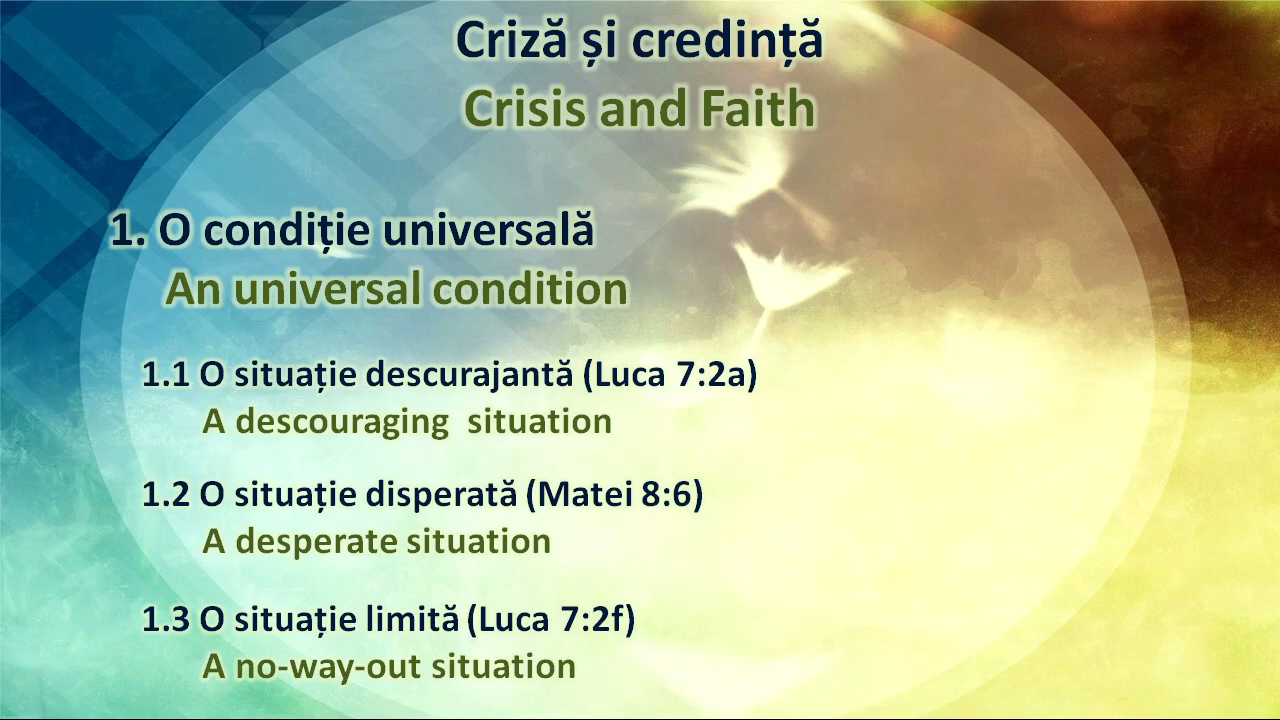 Criză și credință
Crisis and Faith
1. O condiție universală
An universal condition
1.1 O situație descurajantă (Luca 7:2a)
A descouraging situation
1.2 O situație disperată (Matei 8:6)
A desperate situation
1.3 O situație limită (Luca 7:2f)
A no-way-out situation